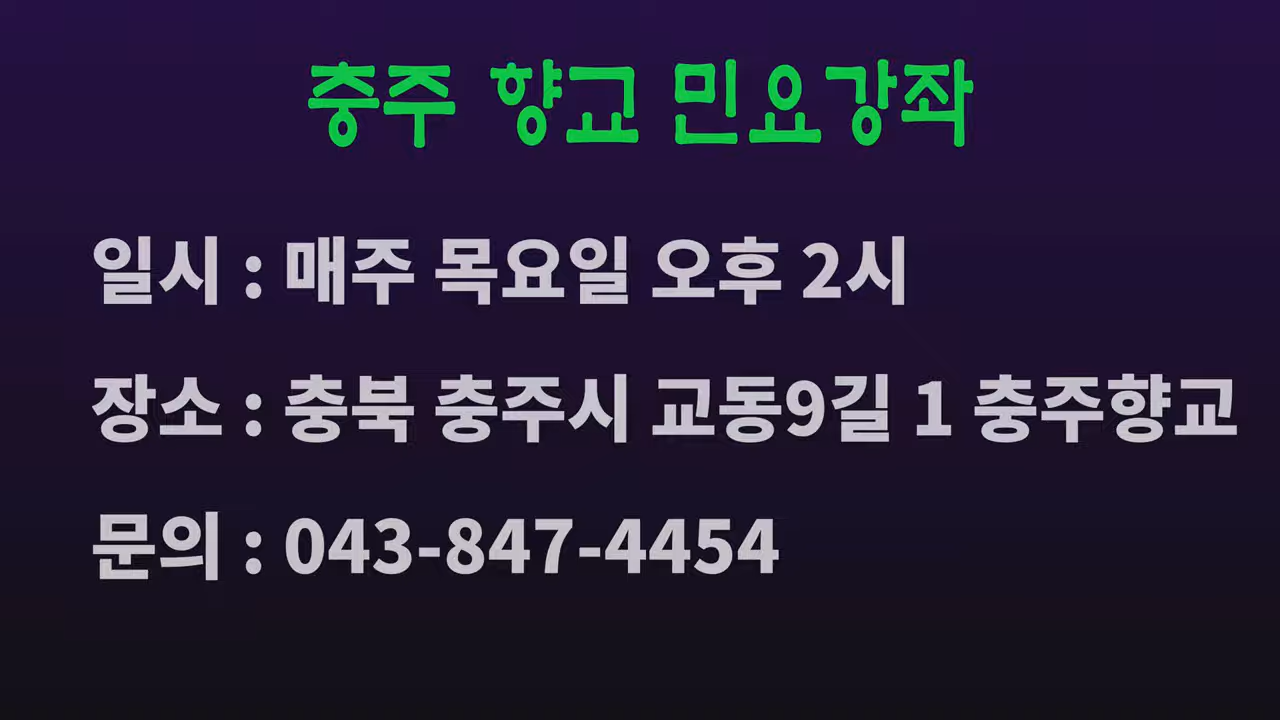 충주 향교 민요강좌
일시 : 매주 목요일 오후 2시
장소 : 충북 충주시 교동9길 1 충주향교
문의 : 043-847-4454